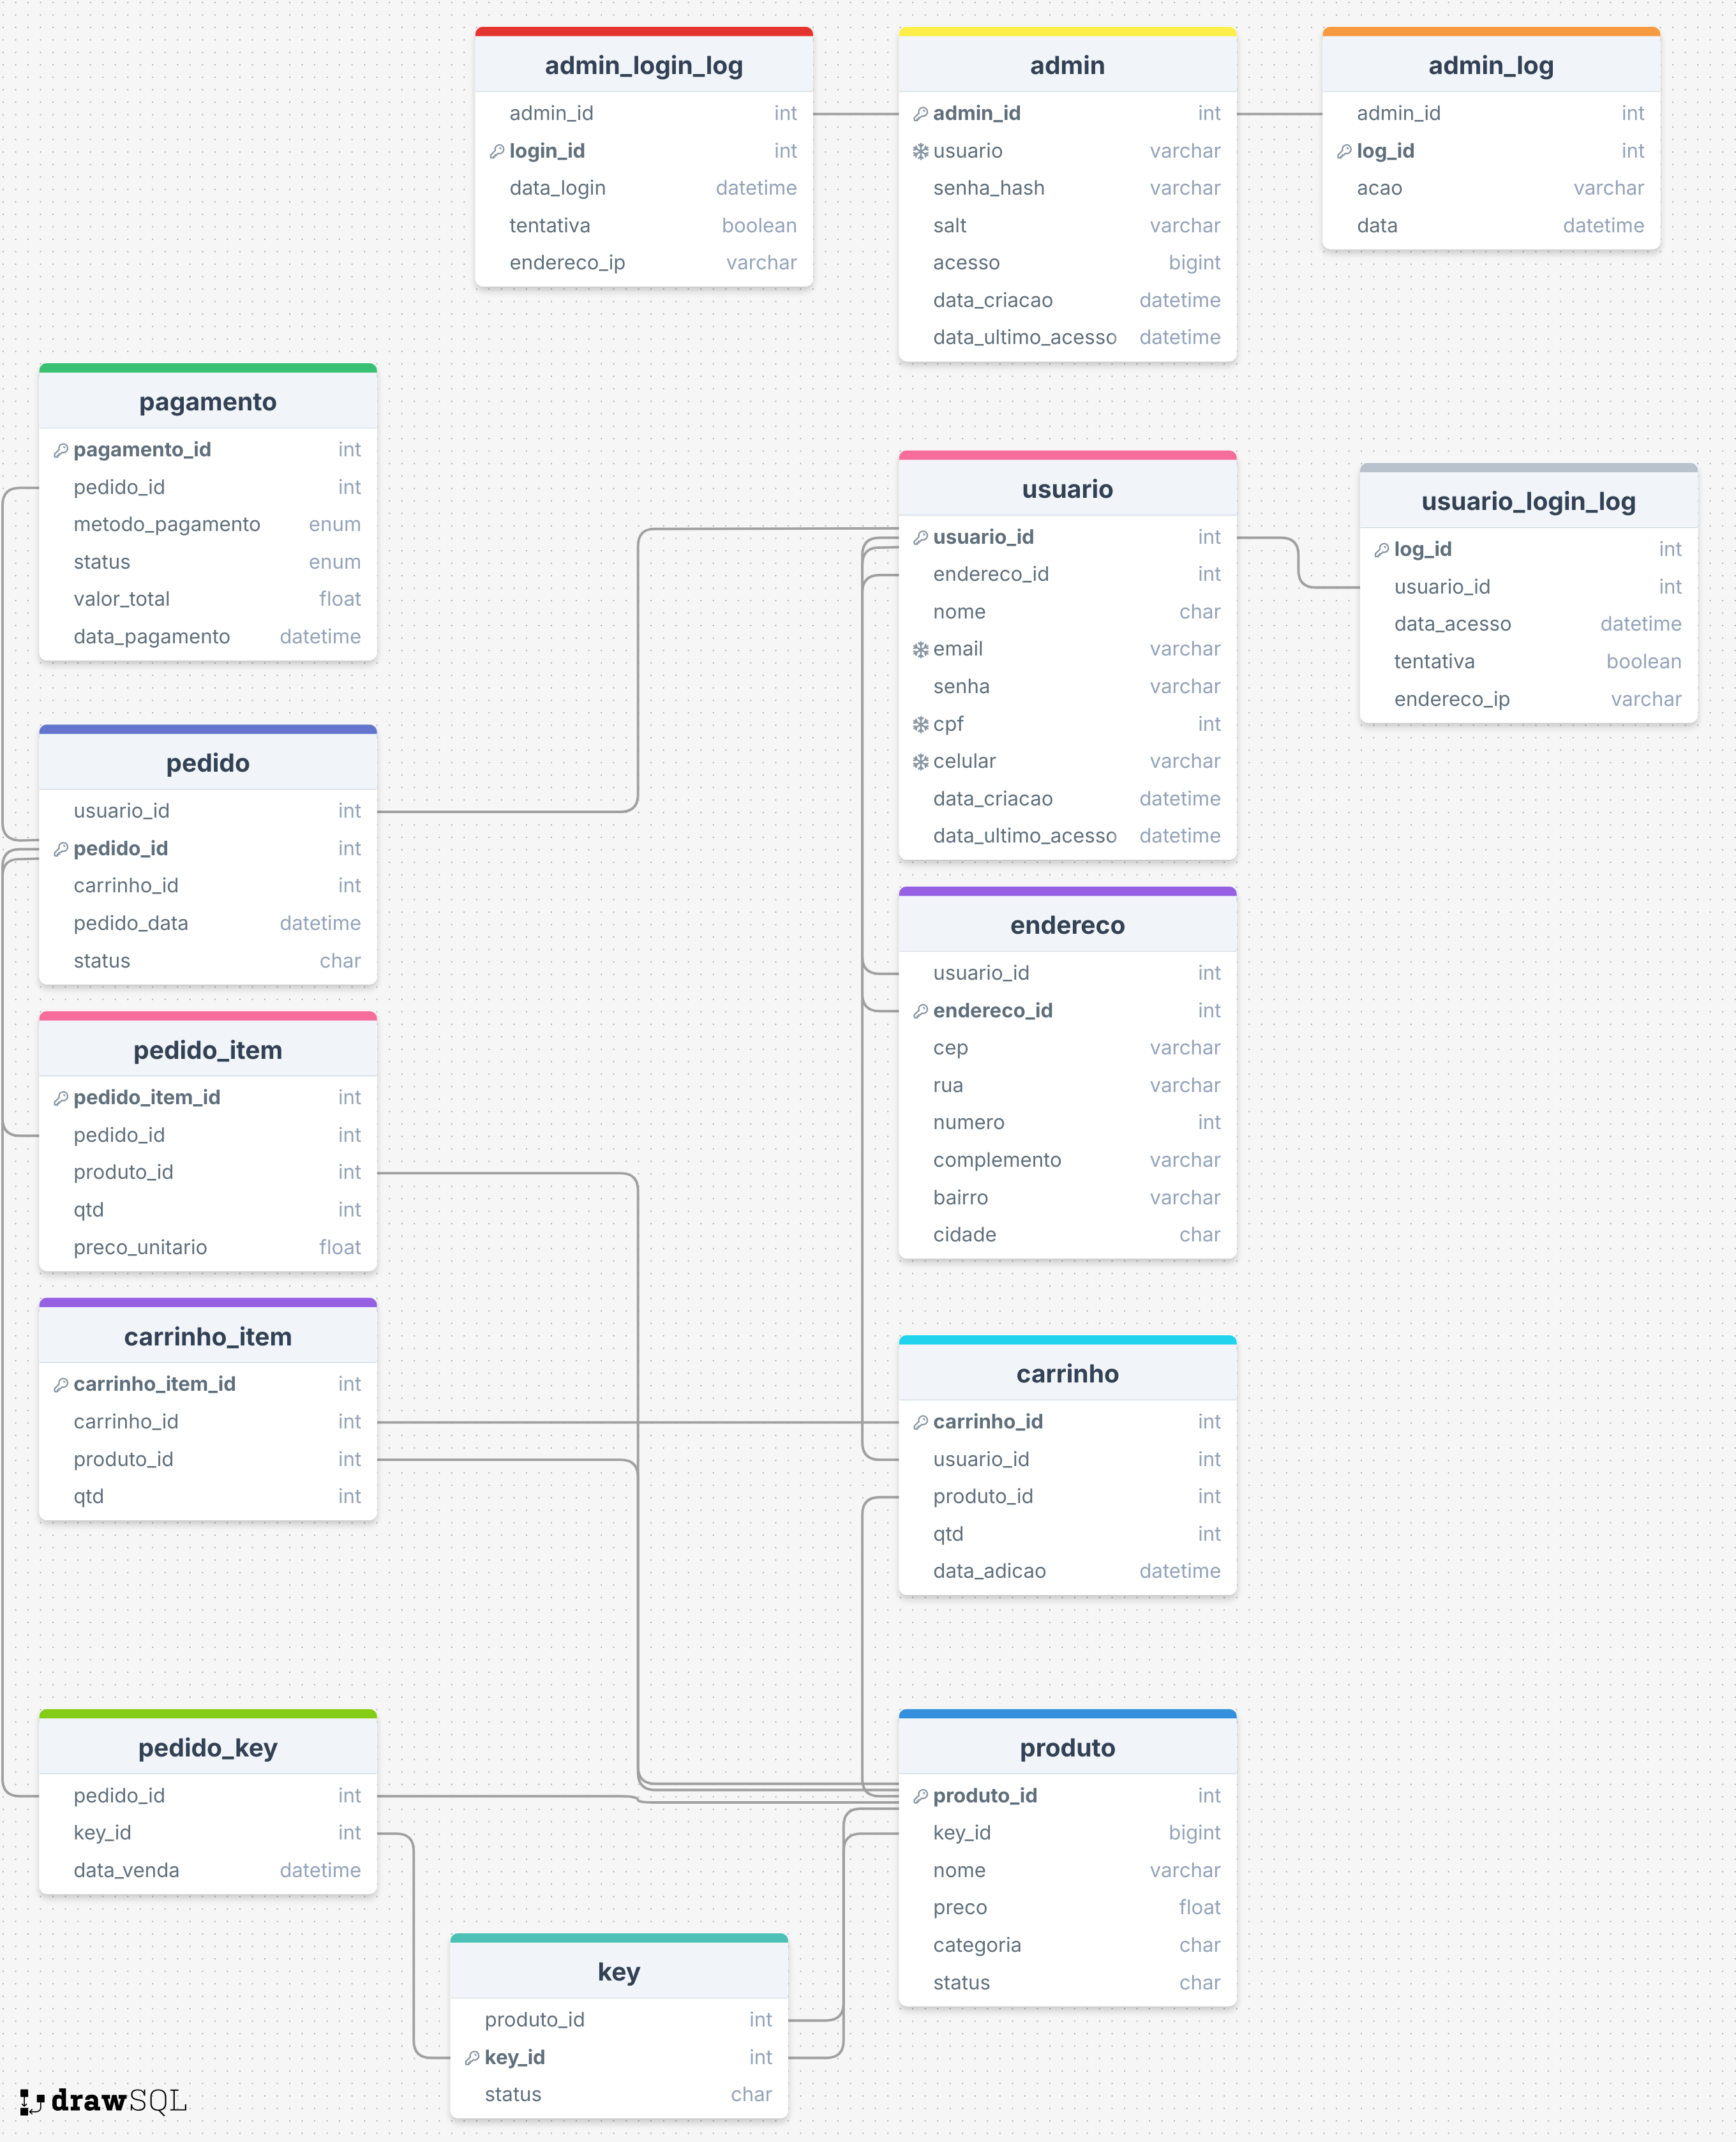 admin_login_log
admin_id int
login_id int
data_login datetime
tentativa boolean
endereco_ip varchar
admin
admin_id int
usuario varchar
senha_hash varchar
salt varchar
acesso bigint
data_criacao datetime
data_ultimo_acesso datetime
admin_log
admin_id int
log_id int
acao varchar
data datetime
pagamento
pagamento_id int
pedido_id int
metodo_pagamento enum
status enum
valor_total float
data_pagamento datetime
usuario
usuario_id int
endereco_id int
nome char
email varchar
senha varchar
cpf int
celular varchar
data_criacao datetime
data_ultimo_acesso datetime
usuario_login_log
log_id int
usuario_id int
data_acesso datetime
tentativa boolean
endereco_ip varchar
pedido
usuario_id int
pedido_id int
carrinho_id int
pedido_data datetime
status char
endereco
usuario_id int
endereco_id int
cep varchar
rua varchar
numero int
complemento varchar
bairro varchar
cidade char
pedido_item
pedido_item_id int
pedido_id int
produto_id int
qtd int
preco_unitario float
carrinho_item
carrinho_item_id int
carrinho_id int
produto_id int
qtd int
carrinho
carrinho_id int
usuario_id int
produto_id int
qtd int
data_adicao datetime
pedido_key
pedido_id int
key_id int
data_venda datetime
produto
produto_id int
key_id bigint
nome varchar
preco float
categoria char
status char
key
produto_id int
key_id int
status char
drawSQL